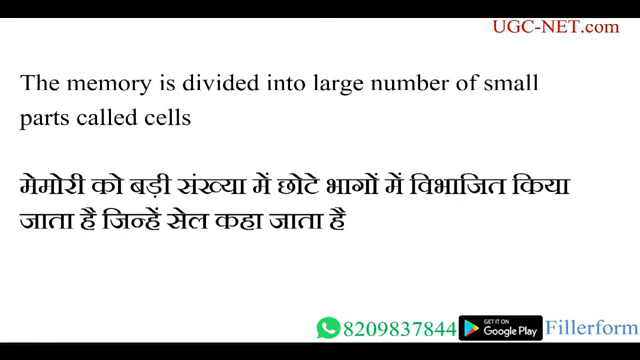 UGC-NET.com
The memory is divided into large number of small
parts called cells
मेमोरी को बड़ी संख्या में छोटे भागों में विभाजित किया
जाता है जिन्हें सेल कहा जाता है
8209837844 GET IT ON Google Play Fillerform